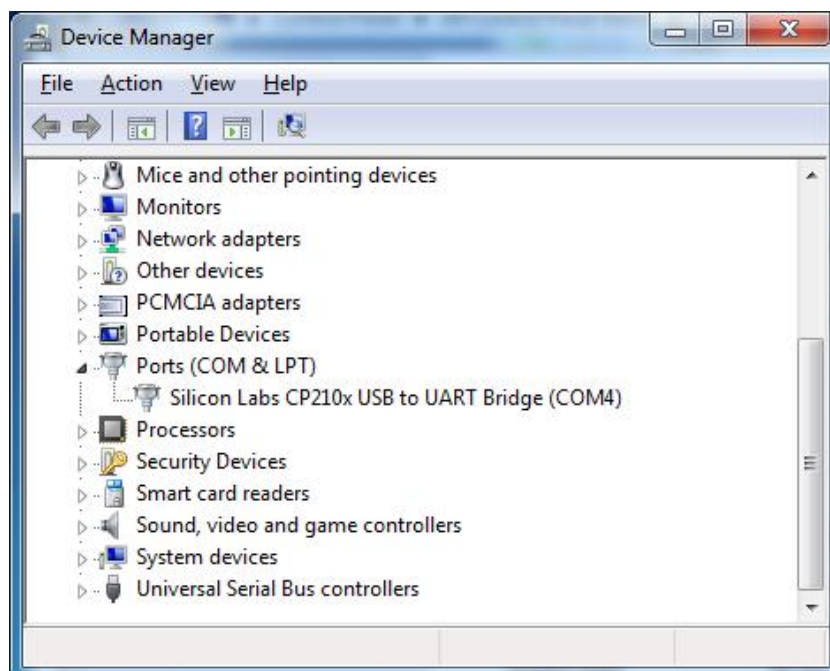 Device Manager
File Action View Help
Mice and other pointing devices
Monitors
Network adapters
Other devices
PCMCIA adapters
Portable Devices
Ports (COM & LPT)
Silicon Labs CP210x USB to UART Bridge (COM4)
Processors
Security Devices
Smart card readers
Sound, video and game controllers
System devices
Universal Serial Bus controllers